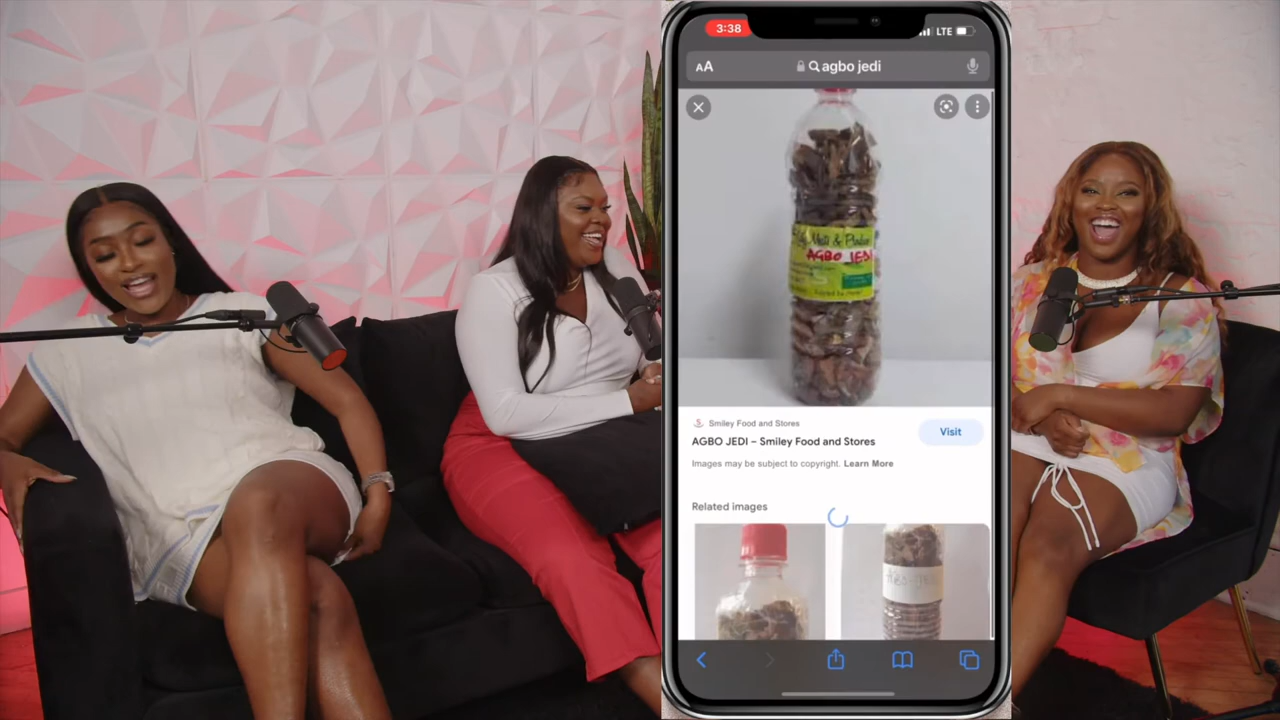 3:38
LTE
AA
agbo jedi
AGBO JEDI
Smiley Food and Stores
AGBO JEDI – Smiley Food and Stores
Visit
Images may be subject to copyright. Learn More
Related images